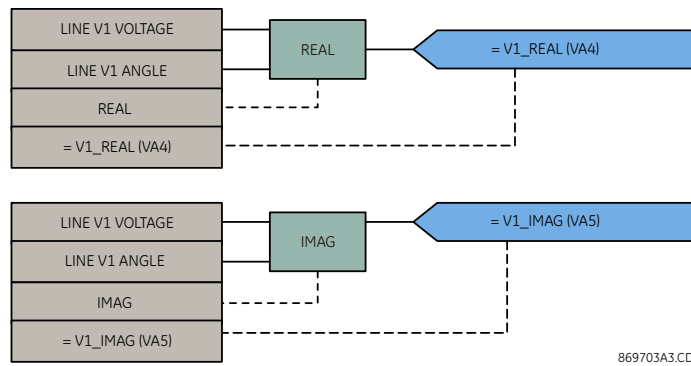 LINE V1 VOLTAGE
LINE V1 ANGLE
REAL
= V1_REAL (VA4)
REAL
= V1_REAL (VA4)
LINE V1 VOLTAGE
LINE V1 ANGLE
IMAG
= V1_IMAG (VA5)
IMAG
= V1_IMAG (VA5)
869703A3.CD